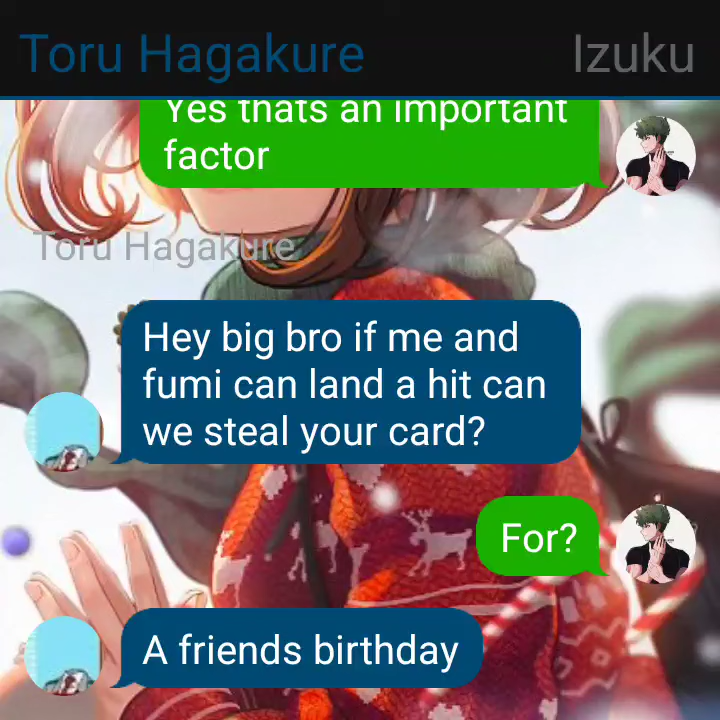 Toru Hagakure Izuku
Yes thats an important
factor
Toru Hagakure
Hey big bro if me and
fumi can land a hit can
we steal your card?
For?
A friends birthday